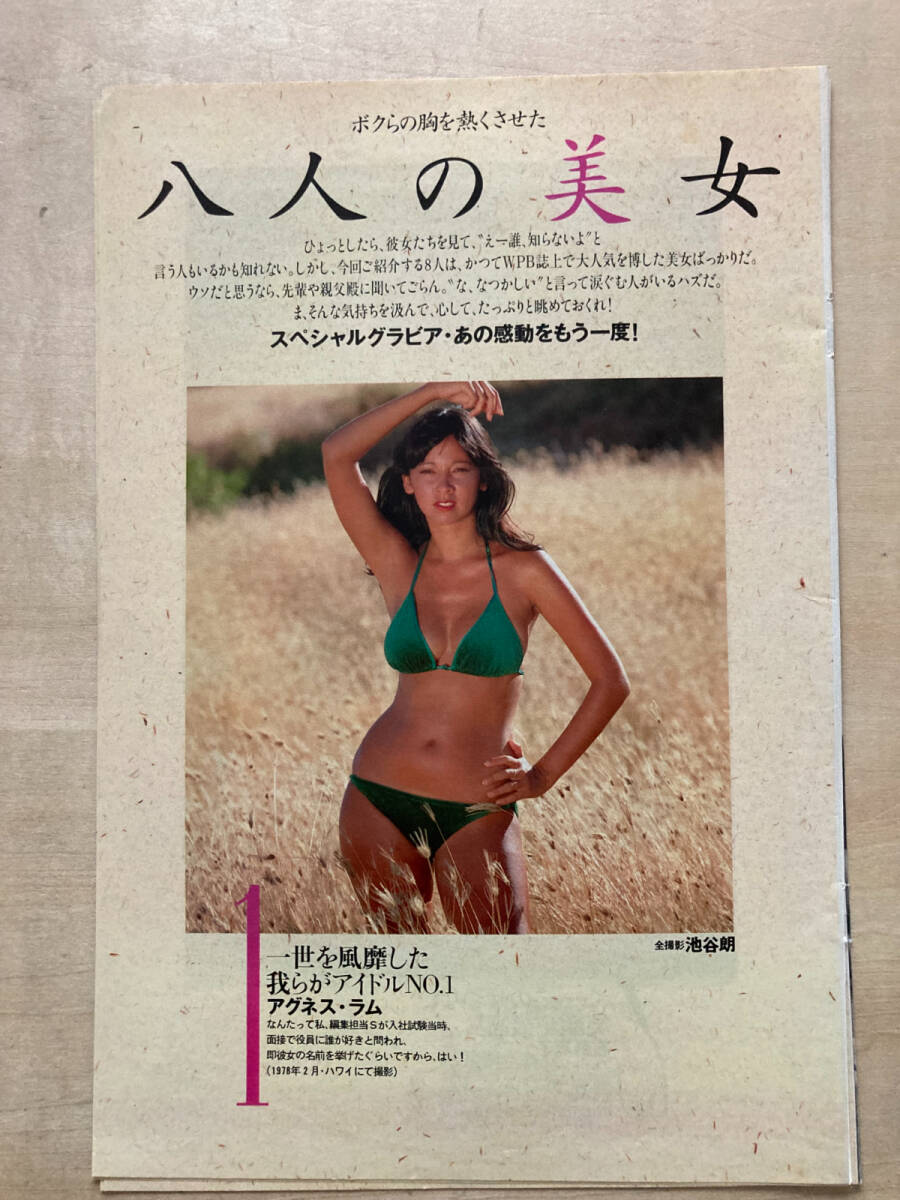 ボクらの胸を熱くさせた
八人の美女
ひょっとしたら、彼女たちを見て、“えー誰、知らないよ”と
言う人もいるかも知れない。しかし、今回ご紹介する8人は、かつてWPB誌上で大人気を博した美女ばっかりだ。
ウソだと思うなら、先輩や親父殿に聞いてごらん。“な、なつかしい”と言って涙ぐむ人がいるハズだ。
ま、そんな気持ちを汲んで、心して、たっぷりと眺めておくれ！
スペシャルグラビア・あの感動をもう一度！
全撮影 池谷朗
1
一世を風靡した
我らがアイドルNO.1
アグネス・ラム
なんたって私、編集担当Sが入社試験当時、
面接で役員に誰が好きと問われ、
即彼女の名前を挙げたぐらいですから、はい！
（1978年2月・ハワイにて撮影）